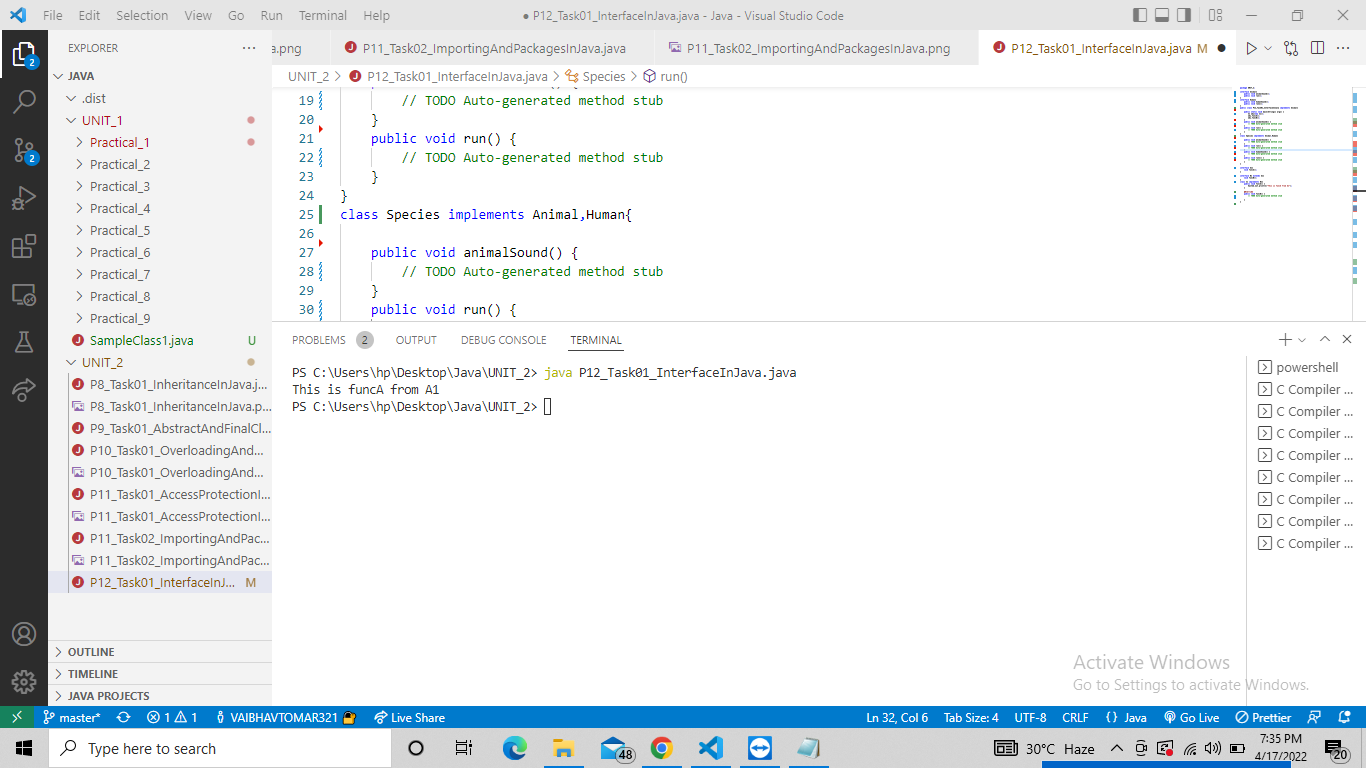 File Edit Selection View Go Run Terminal Help
● P12_Task01_InterfaceInJava.java - Java - Visual Studio Code
EXPLORER
a.png
P11_Task02_ImportingAndPackagesInJava.java
P11_Task02_ImportingAndPackagesInJava.png
P12_Task01_InterfaceInJava.java M
UNIT_2 > P12_Task01_InterfaceInJava.java > Species > run()
2
2
JAVA
.dist
UNIT_1
Practical_1
Practical_2
Practical_3
Practical_4
Practical_5
Practical_6
Practical_7
Practical_8
Practical_9
SampleClass1.java U
UNIT_2
P8_Task01_InheritanceInJava.j...
P8_Task01_InheritanceInJava.p...
P9_Task01_AbstractAndFinalCl...
P10_Task01_OverloadingAnd...
P10_Task01_OverloadingAnd...
P11_Task01_AccessProtectionI...
P11_Task01_AccessProtectionI...
P11_Task02_ImportingAndPac...
P11_Task02_ImportingAndPac...
P12_Task01_InterfaceInJ... M
OUTLINE
TIMELINE
JAVA PROJECTS
19 // TODO Auto-generated method stub
20 }
21 public void run() {
22 // TODO Auto-generated method stub
23 }
24 }
25 class Species implements Animal,Human{
26
27 public void animalSound() {
28 // TODO Auto-generated method stub
29 }
30 public void run() {
PROBLEMS 2 OUTPUT DEBUG CONSOLE TERMINAL
PS C:\Users\hp\Desktop\Java\UNIT_2> java P12_Task01_InterfaceInJava.java
This is funcA from A1
PS C:\Users\hp\Desktop\Java\UNIT_2>
powershell
C Compiler ...
C Compiler ...
C Compiler ...
C Compiler ...
C Compiler ...
C Compiler ...
C Compiler ...
C Compiler ...
Activate Windows
Go to Settings to activate Windows.
master* 1 1 VAIBHAVTOMAR321 Live Share
Ln 32, Col 6 Tab Size: 4 UTF-8 CRLF {} Java Go Live Prettier
Type here to search
48
30°C Haze
7:35 PM
4/17/2022
20